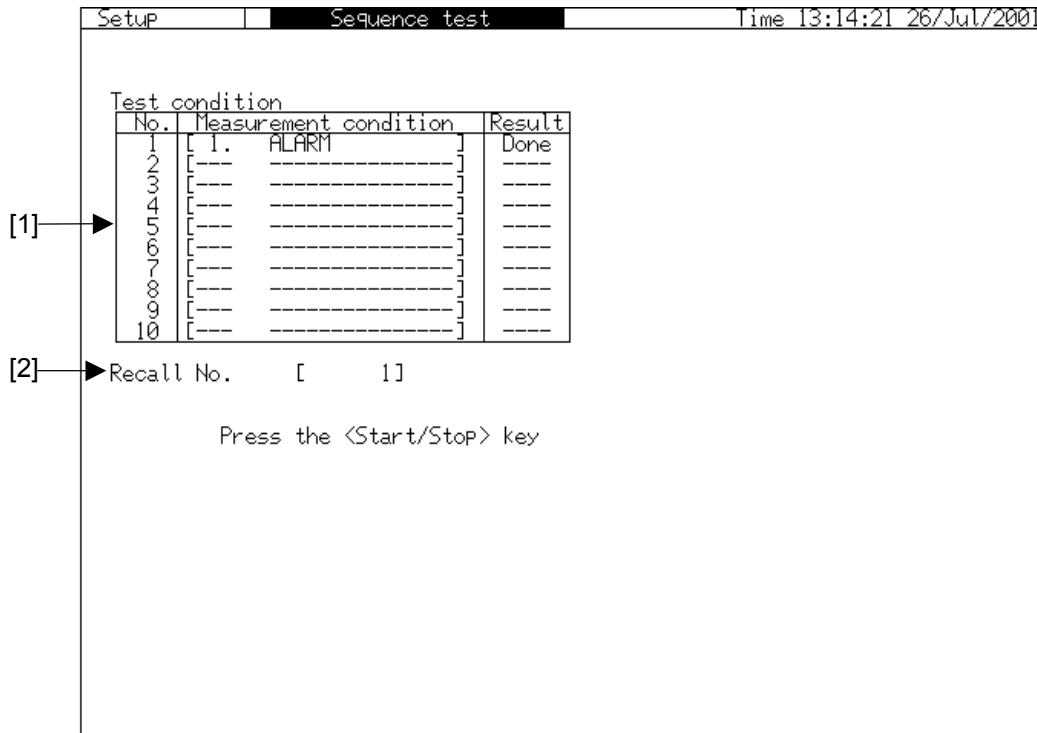 Setup Sequence test Time 13:14:21 26/Jul/2001
Test condition
No. Measurement condition Result
1 [ 1. ALARM ] Done
2 [--- ---------------] ----
3 [--- ---------------] ----
4 [--- ---------------] ----
[1] 5 [--- ---------------] ----
6 [--- ---------------] ----
7 [--- ---------------] ----
8 [--- ---------------] ----
9 [--- ---------------] ----
10 [--- ---------------] ----
[2] Recall No. [ 1]
Press the <Start/Stop> key